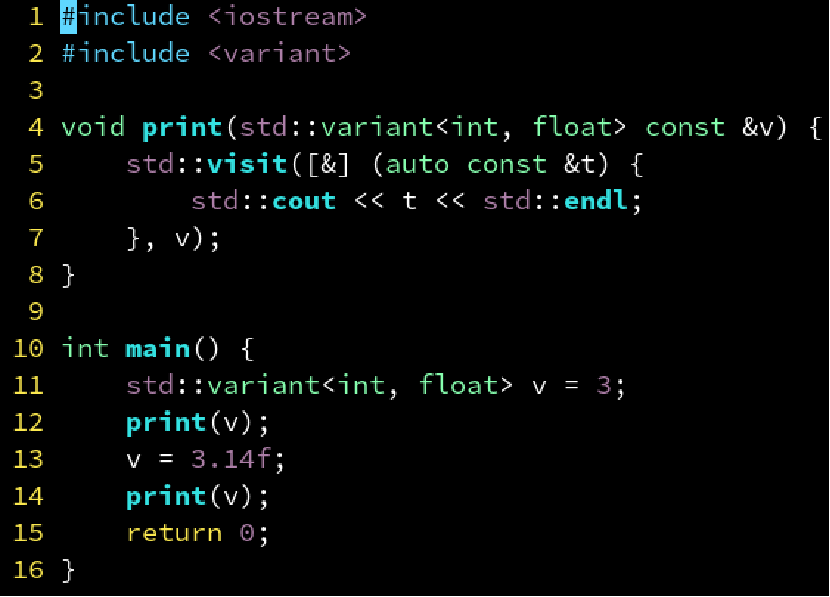 1 #include <iostream>
2 #include <variant>
3
4 void print(std::variant<int, float> const &v) {
5     std::visit([&] (auto const &t) {
6         std::cout << t << std::endl;
7     }, v);
8 }
9
10 int main() {
11     std::variant<int, float> v = 3;
12     print(v);
13     v = 3.14f;
14     print(v);
15     return 0;
16 }